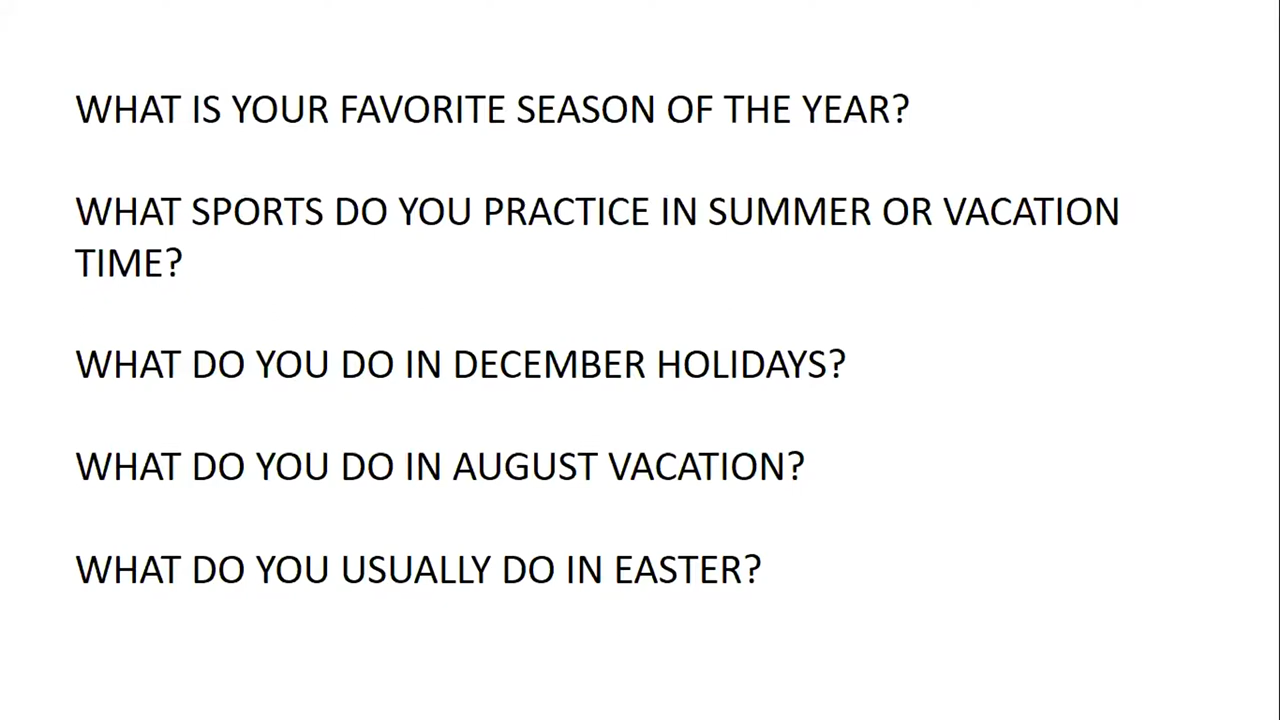 WHAT IS YOUR FAVORITE SEASON OF THE YEAR?
WHAT SPORTS DO YOU PRACTICE IN SUMMER OR VACATION
TIME?
WHAT DO YOU DO IN DECEMBER HOLIDAYS?
WHAT DO YOU DO IN AUGUST VACATION?
WHAT DO YOU USUALLY DO IN EASTER?